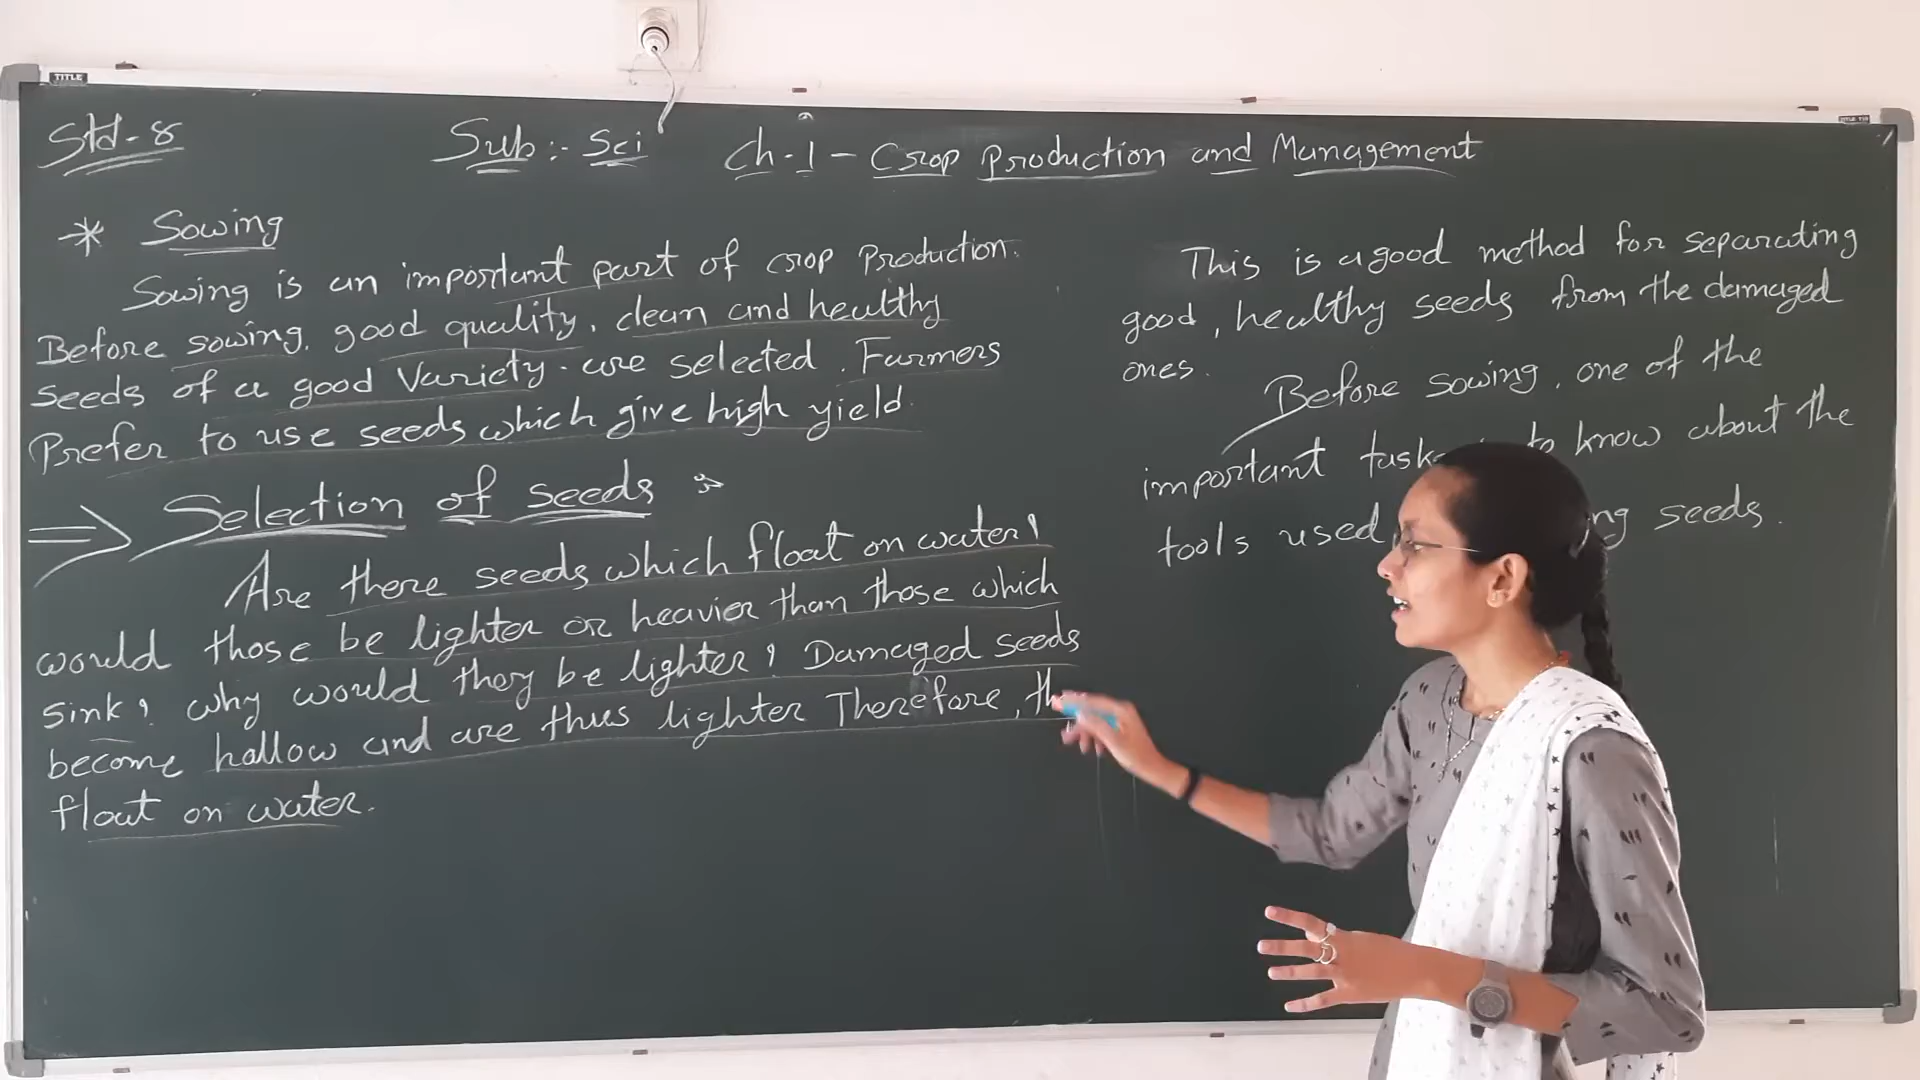 TITLE
Std-8
Sub:- Sci
Ch-1 - Crop Production and Management
* Sowing
Sowing is an important part of crop Production.
Before sowing, good quality, clean and healthy
seeds of a good Variety. are selected. Farmers
Prefer to use seeds which give high yield.
⇒ Selection of seeds :-
Are there seeds which float on water?
would those be lighter or heavier than those which
sink? why would they be lighter? Damaged seeds
become hallow and are thus lighter Therefore,
float on water.
This is a good method for separating
good, healthy seeds from the damaged
ones.
Before sowing, one of the
important task to know about the
tools used seeds.